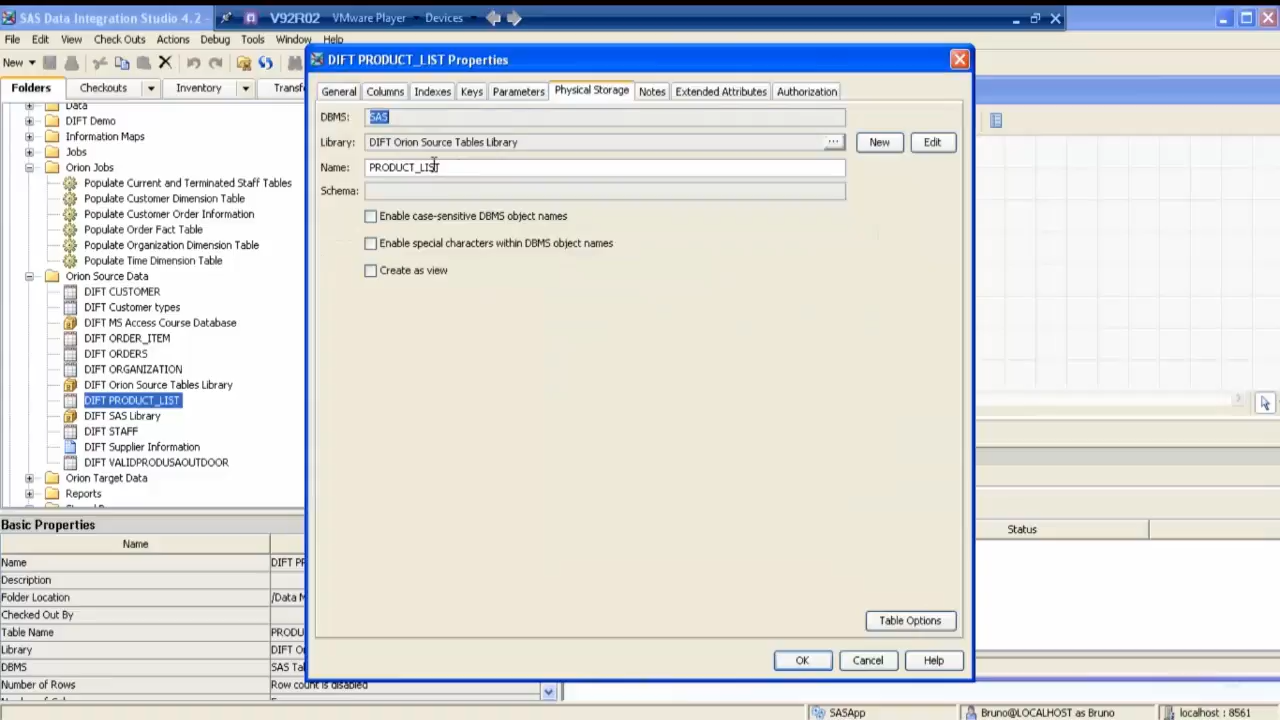 SAS Data Integration Studio 4.2 -
V92R02 VMware Player Devices
File Edit View Check Outs Actions Debug Tools Window Help
New
Folders Checkouts Inventory Transf
DIFT PRODUCT_LIST Properties
General Columns Indexes Keys Parameters Physical Storage Notes Extended Attributes Authorization
DBMS: SAS
Library: DIFT Orion Source Tables Library ... New Edit
Name: PRODUCT_LIST
Schema:
Enable case-sensitive DBMS object names
Enable special characters within DBMS object names
Create as view
Table Options
OK Cancel Help
Data
DIFT Demo
Information Maps
Jobs
Orion Jobs
Populate Current and Terminated Staff Tables
Populate Customer Dimension Table
Populate Customer Order Information
Populate Order Fact Table
Populate Organization Dimension Table
Populate Time Dimension Table
Orion Source Data
DIFT CUSTOMER
DIFT Customer types
DIFT MS Access Course Database
DIFT ORDER_ITEM
DIFT ORDERS
DIFT ORGANIZATION
DIFT Orion Source Tables Library
DIFT PRODUCT_LIST
DIFT SAS Library
DIFT STAFF
DIFT Supplier Information
DIFT VALIDPRODUSAOUTDOOR
Orion Target Data
Reports
Basic Properties
Name
Name DIFT PR
Description
Folder Location /Data M
Checked Out By
Table Name PRODU
Library DIFT O
DBMS SAS Tal
Number of Rows Row count is disabled
Status
SASApp Bruno@LOCALHOST as Bruno localhost : 8561